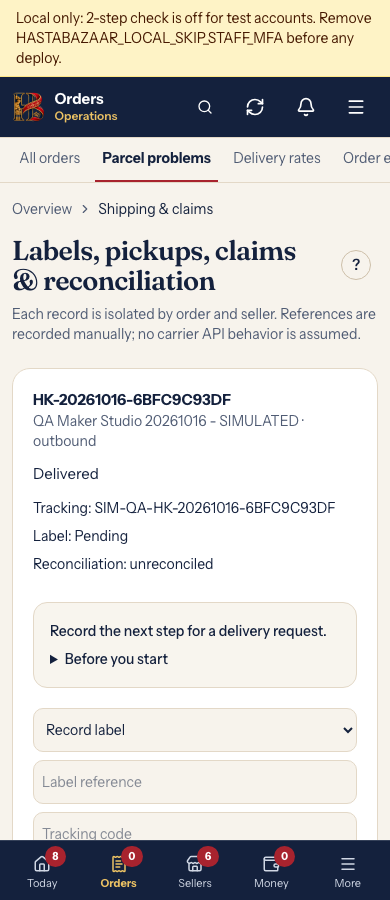 Local only: 2-step check is off for test accounts. Remove
HASTABAZAAR_LOCAL_SKIP_STAFF_MFA before any
deploy.
Orders
Operations
All orders
Parcel problems
Delivery rates
Order e
Overview
Shipping & claims
Labels, pickups, claims
& reconciliation
?
Each record is isolated by order and seller. References are
recorded manually; no carrier API behavior is assumed.
HK-20261016-6BFC9C93DF
QA Maker Studio 20261016 - SIMULATED ·
outbound
Delivered
Tracking: SIM-QA-HK-20261016-6BFC9C93DF
Label: Pending
Reconciliation: unreconciled
Record the next step for a delivery request.
Before you start
Record label
Label reference
Tracking code
8
0
6
0
Today
Orders
Sellers
Money
More